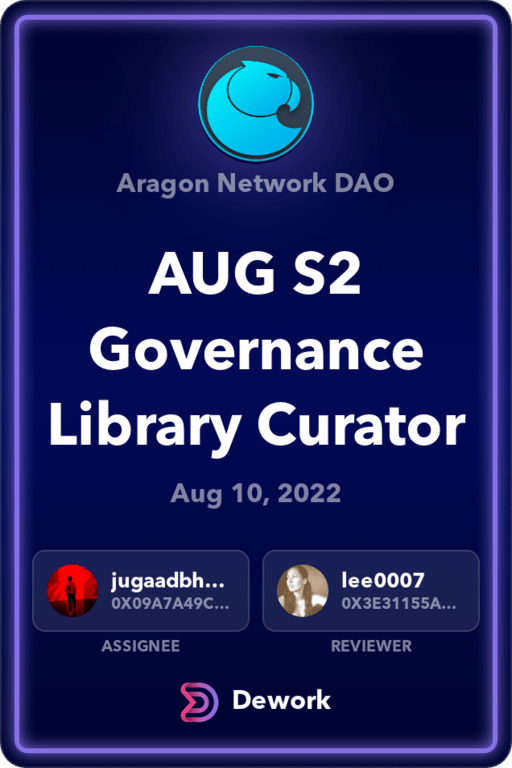 Aragon Network DAO
AUG S2
Governance
Library Curator
Aug 10, 2022
jugaadbh...
0X09A7A49C...
ASSIGNEE
lee0007
0X3E31155A...
REVIEWER
Dework